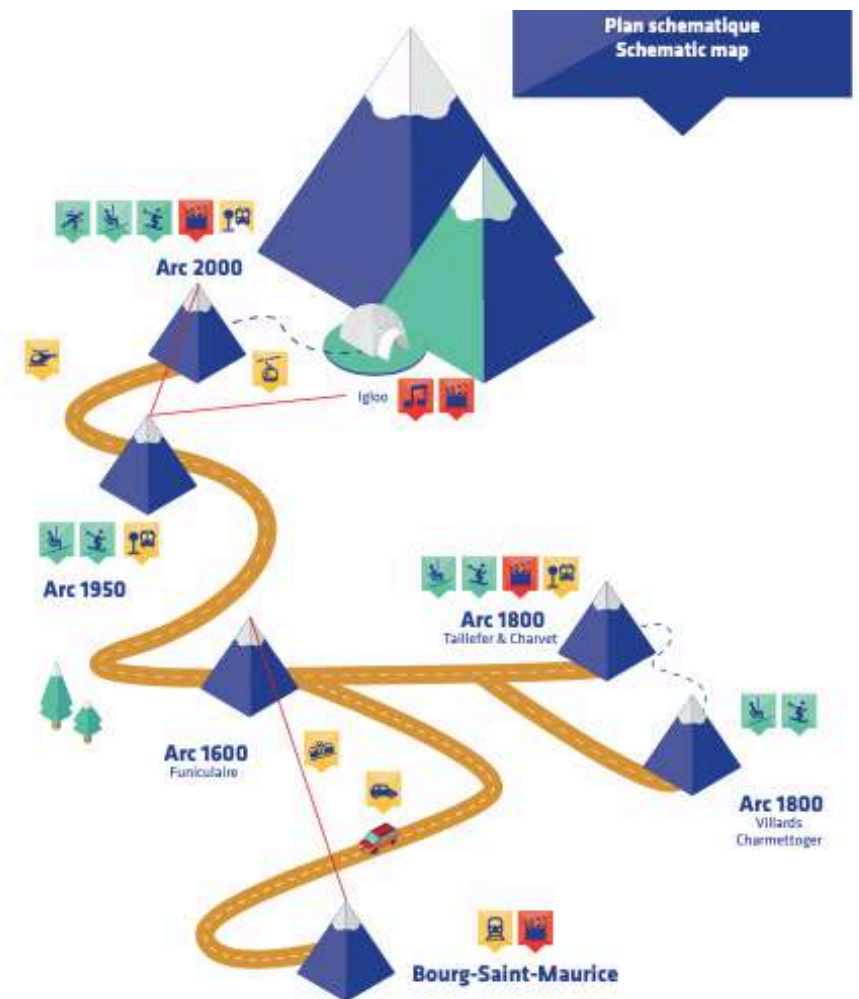 Plan schematique
Schematic map
Arc 2000
Igloo
Arc 1950
Arc 1800
Taillefer & Charvet
Arc 1600
Funiculaire
Arc 1800
Villards
Charmettoger
Bourg-Saint-Maurice